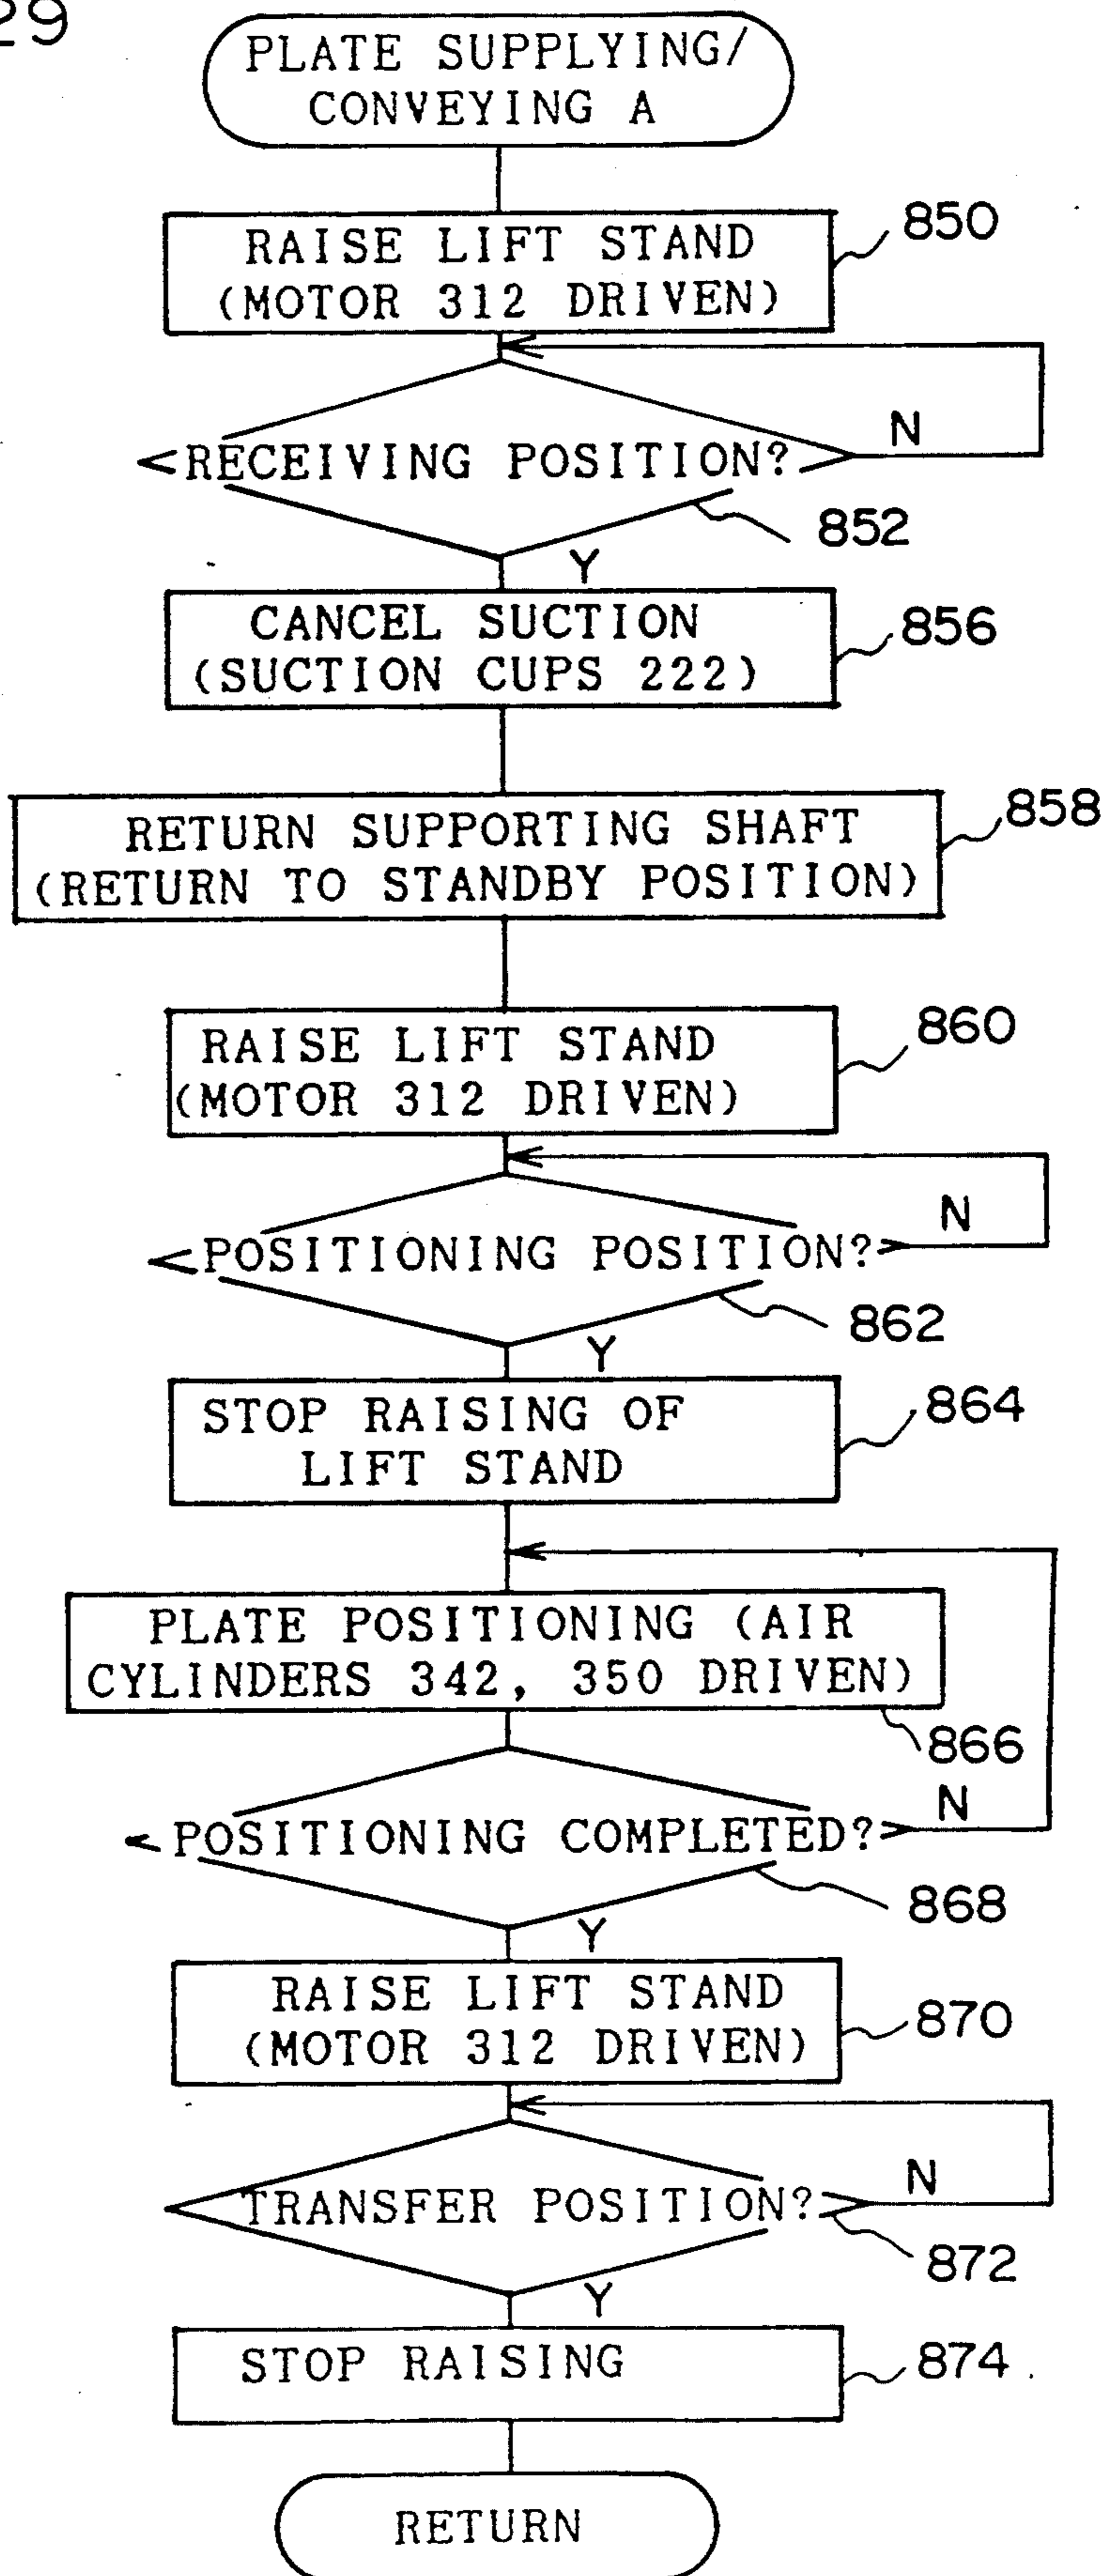 29
PLATE SUPPLYING/
CONVEYING A
RAISE LIFT STAND
(MOTOR 312 DRIVEN)
850
RECEIVING POSITION?
N
852
Y
CANCEL SUCTION
(SUCTION CUPS 222)
856
RETURN SUPPORTING SHAFT
(RETURN TO STANDBY POSITION)
858
RAISE LIFT STAND
(MOTOR 312 DRIVEN)
860
POSITIONING POSITION?
N
862
Y
STOP RAISING OF
LIFT STAND
864
PLATE POSITIONING (AIR
CYLINDERS 342, 350 DRIVEN)
866
POSITIONING COMPLETED?
N
868
Y
RAISE LIFT STAND
(MOTOR 312 DRIVEN)
870
TRANSFER POSITION?
N
872
Y
STOP RAISING
874
RETURN